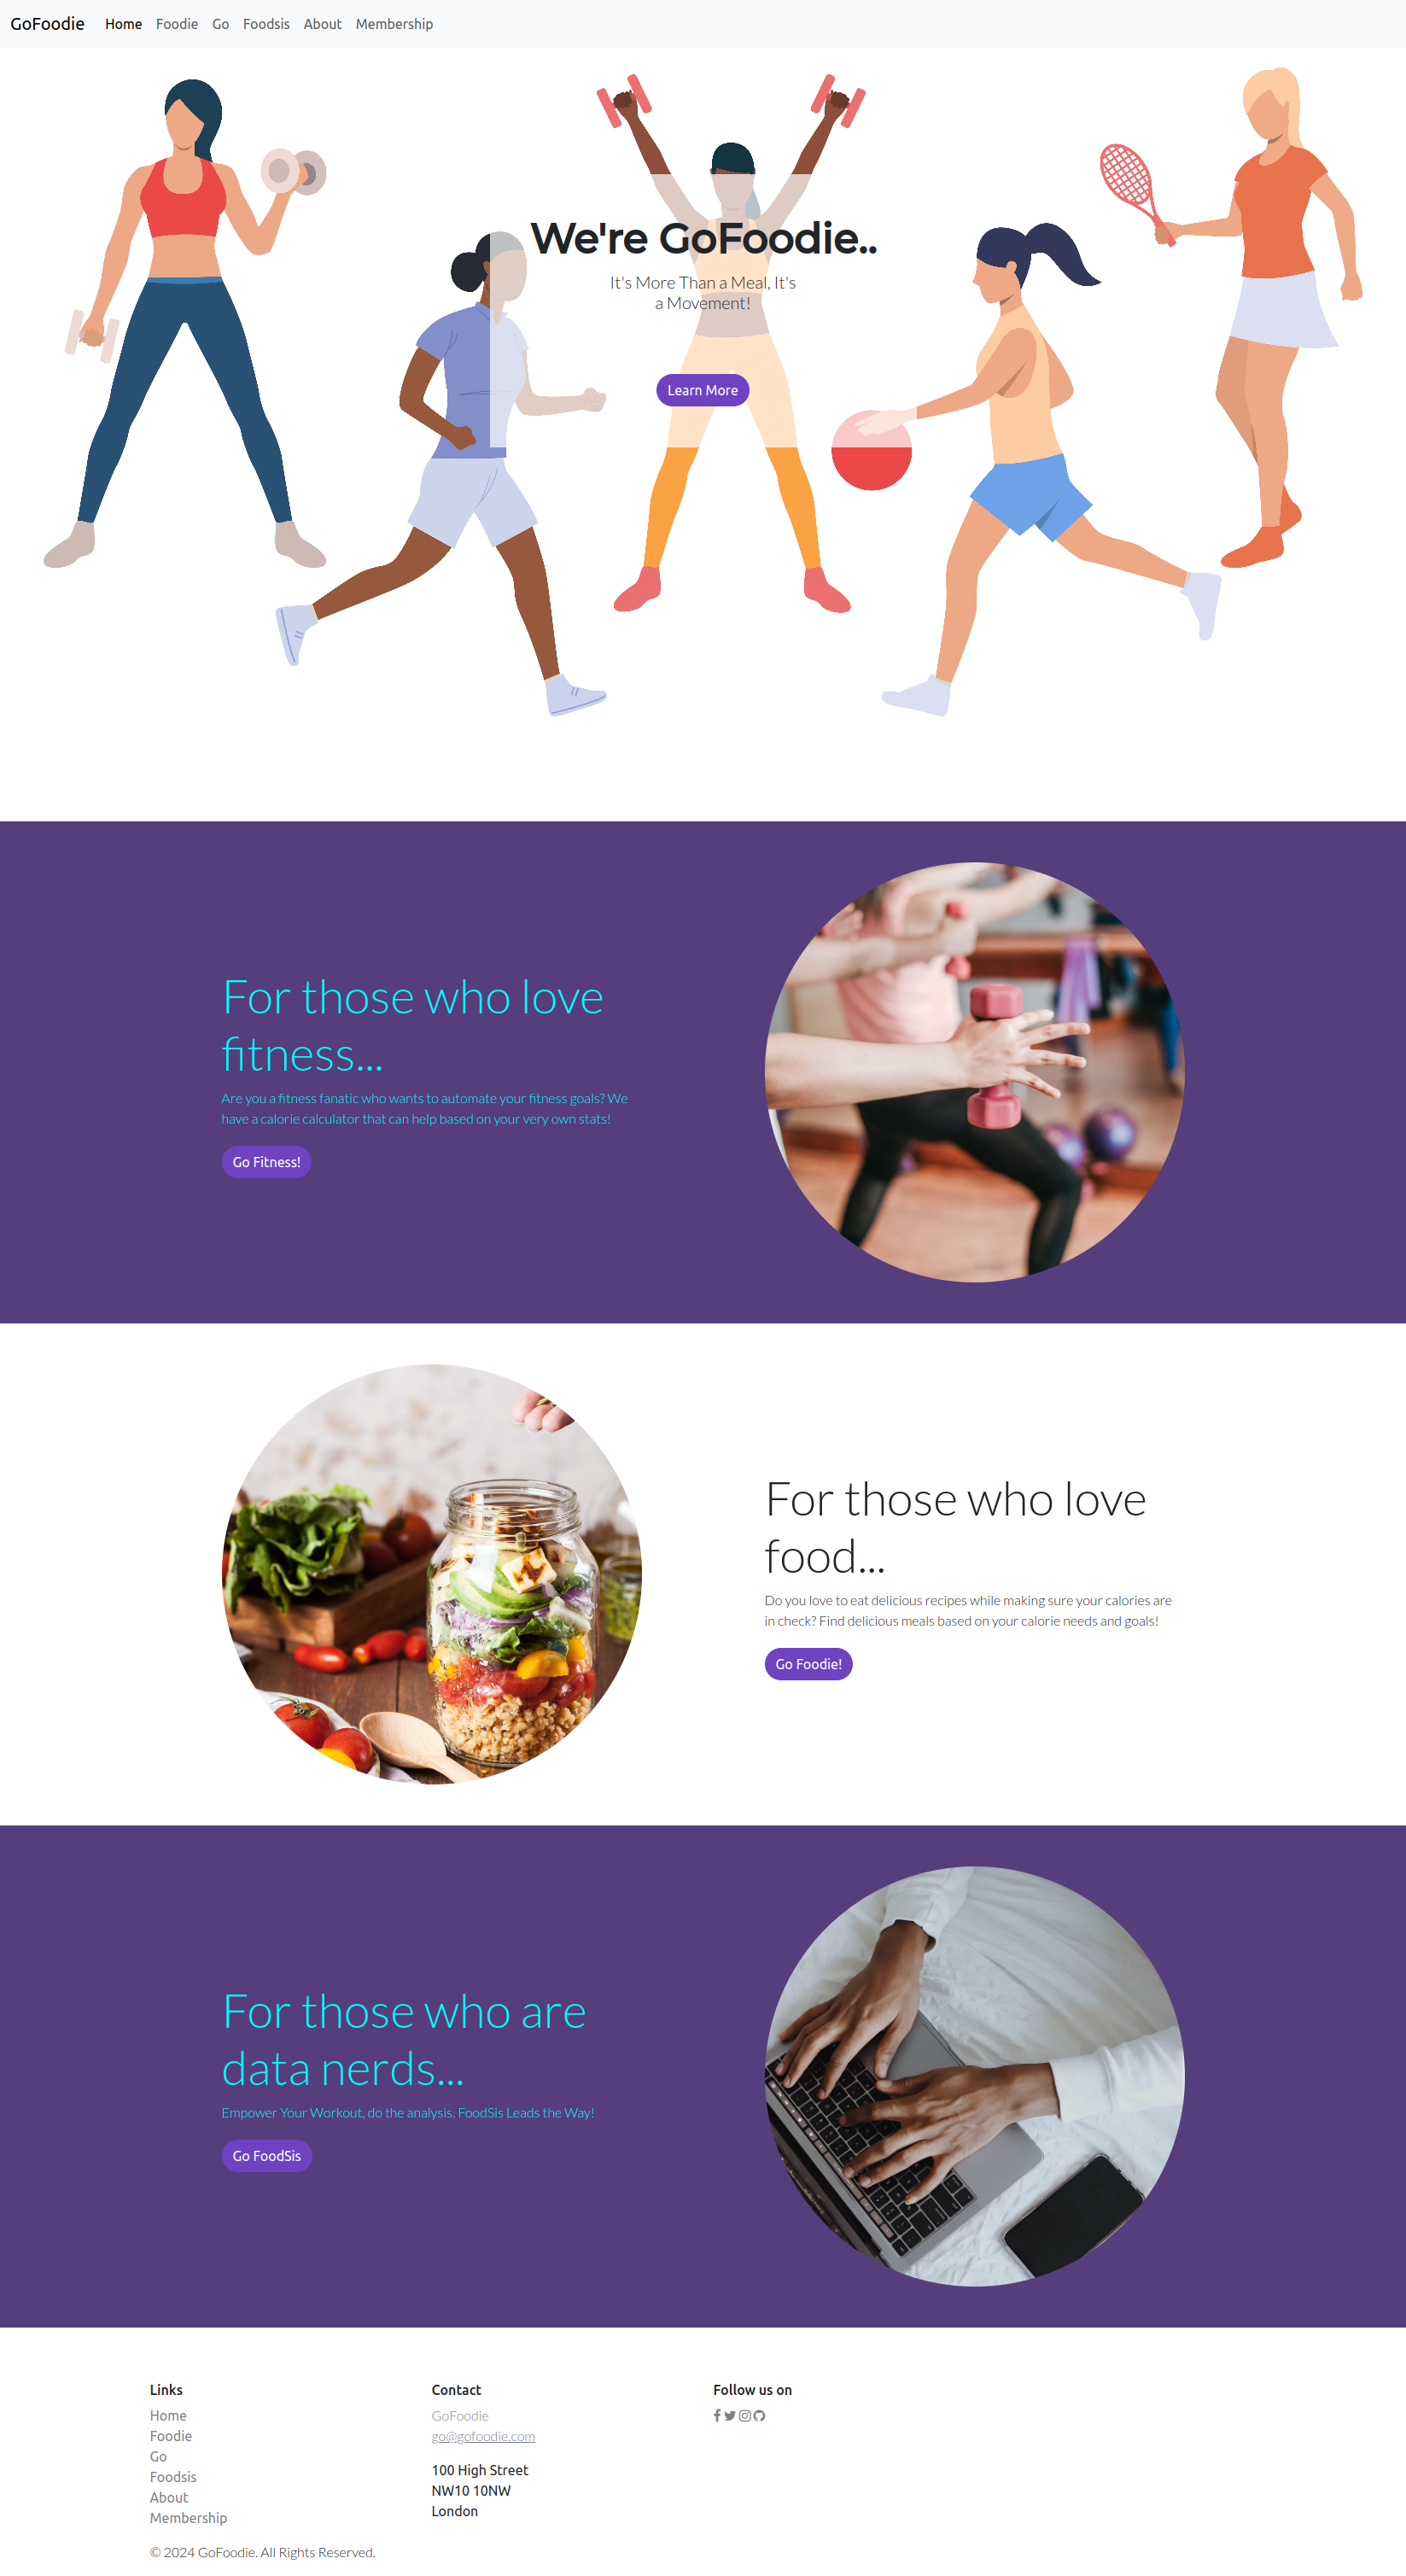 GoFoodie Home Foodie Go Foodsis About Membership
We're GoFoodie..
It's More Than a Meal, It's
a Movement!
Learn More
For those who love
fitness...
Are you a fitness fanatic who wants to automate your fitness goals? We
have a calorie calculator that can help based on your very own stats!
Go Fitness!
For those who love
food...
Do you love to eat delicious recipes while making sure your calories are
in check? Find delicious meals based on your calorie needs and goals!
Go Foodie!
For those who are
data nerds...
Empower Your Workout, do the analysis. FoodSis Leads the Way!
Go FoodSis
Links
Home
Foodie
Go
Foodsis
About
Membership
Contact
GoFoodie
go@gofoodie.com
100 High Street
NW10 10NW
London
Follow us on
© 2024 GoFoodie. All Rights Reserved.